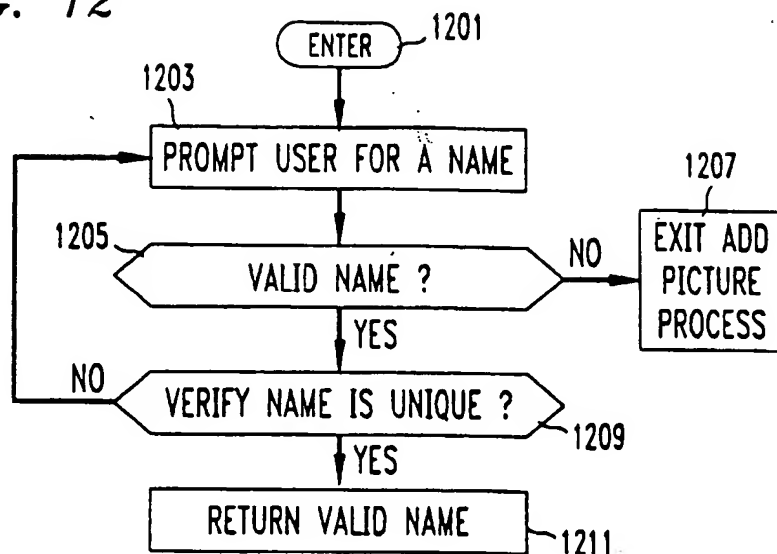 12
ENTER
1201
1203
PROMPT USER FOR A NAME
1205
VALID NAME ?
NO
1207
EXIT ADD
PICTURE
PROCESS
YES
NO
VERIFY NAME IS UNIQUE ?
1209
YES
RETURN VALID NAME
1211